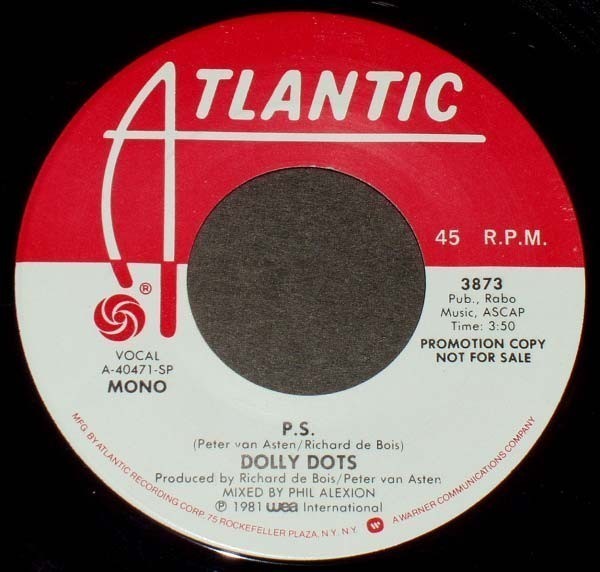 ATLANTIC
45 R.P.M.
®
3873
Pub., Rabo
Music, ASCAP
Time: 3:50
PROMOTION COPY
NOT FOR SALE
VOCAL
A-40471-SP
MONO
P.S.
(Peter van Asten/Richard de Bois)
DOLLY DOTS
Produced by Richard de Bois/Peter van Asten
MIXED BY PHIL ALEXION
℗ 1981 wea International
MFG BY ATLANTIC RECORDING CORP. 75 ROCKEFELLER PLAZA, N.Y. N.Y. A WARNER COMMUNICATIONS COMPANY